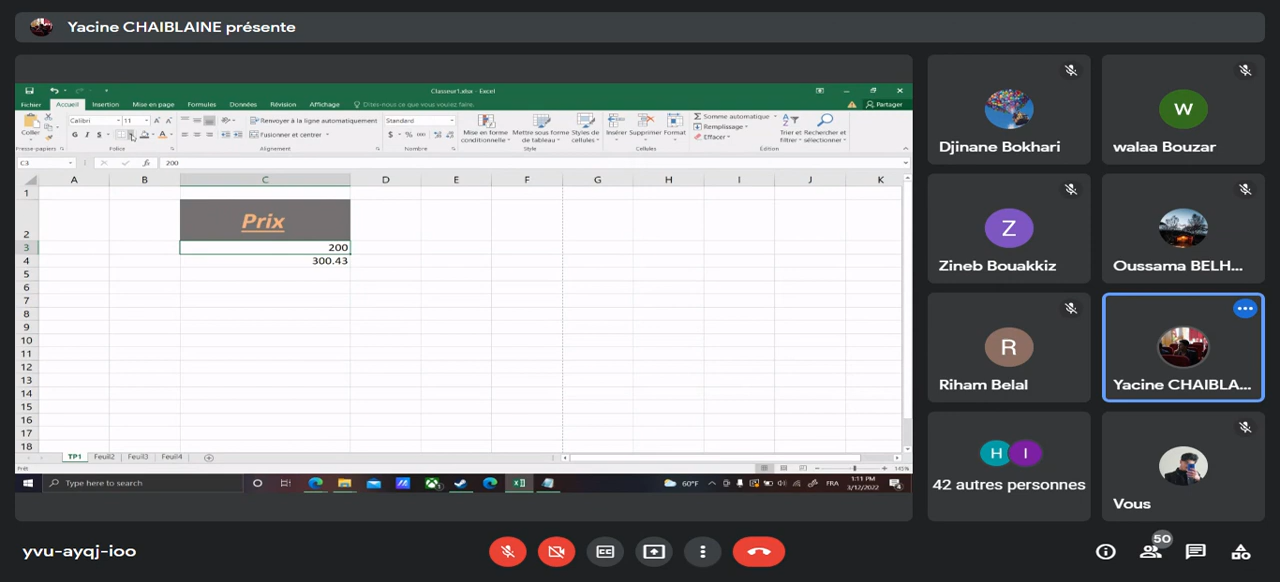 Yacine CHAIBLAINE présente
Classeur1.xlsx - Excel
Fichier Accueil Insertion Mise en page Formules Données Révision Affichage Dites-nous ce que vous voulez faire. Partager
Coller Calibri 11 Renvoyer à la ligne automatiquement Standard Somme automatique
G I S Fusionner et centrer $ % 000 Mise en forme conditionnelle Mettre sous forme de tableau Styles de cellules Insérer Supprimer Format Remplissage Effacer Trier et filtrer Rechercher et sélectionner
Presse-papiers Police Alignement Nombre Style Cellules Édition
C3 fx 200
A B C D E F G H I J K
1
2 Prix
3 200
4 300.43
5
6
7
8
9
10
11
12
13
14
15
16
17
18
TP1 Feuil2 Feuil3 Feuil4
Prêt 145%
Type here to search 60°F FRA 1:11 PM 3/12/2022
Djinane Bokhari
W
walaa Bouzar
Z
Zineb Bouakkiz
Oussama BELH...
R
Riham Belal
Yacine CHAIBLA...
H I
42 autres personnes
Vous
yvu-ayqj-ioo
CC
50